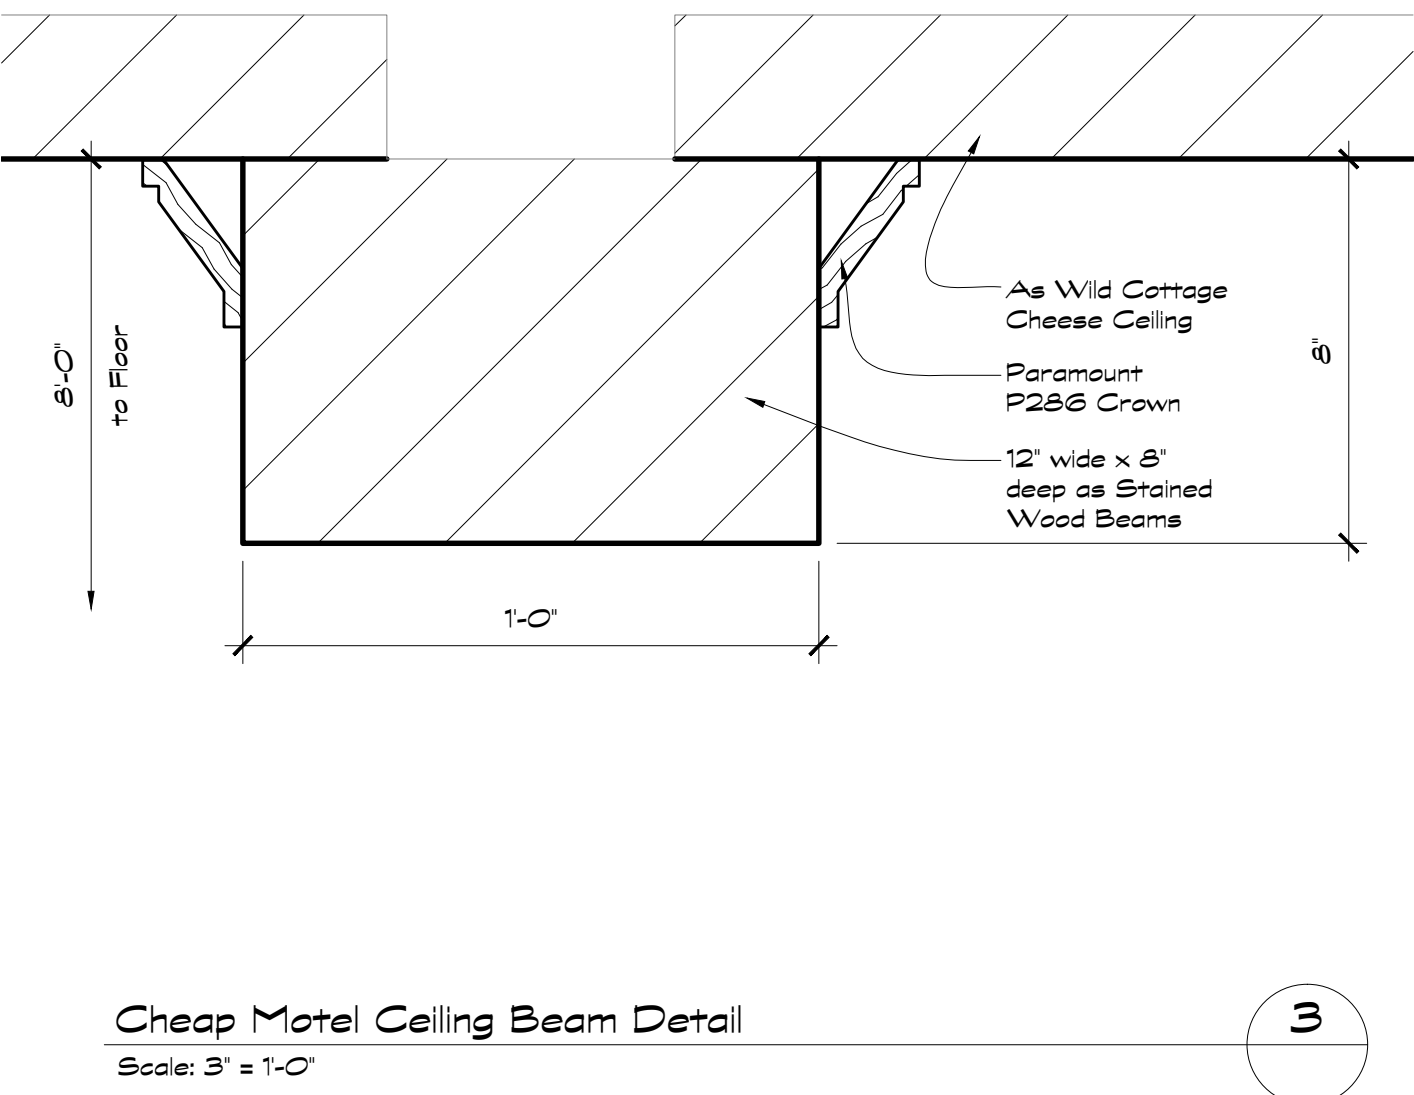 As Wild Cottage
Cheese Ceiling
8'-0"
to Floor
8"
Paramount
P286 Crown
12" wide x 8"
deep as Stained
Wood Beams
1'-0"
Cheap Motel Ceiling Beam Detail
3
Scale: 3" = 1'-0"